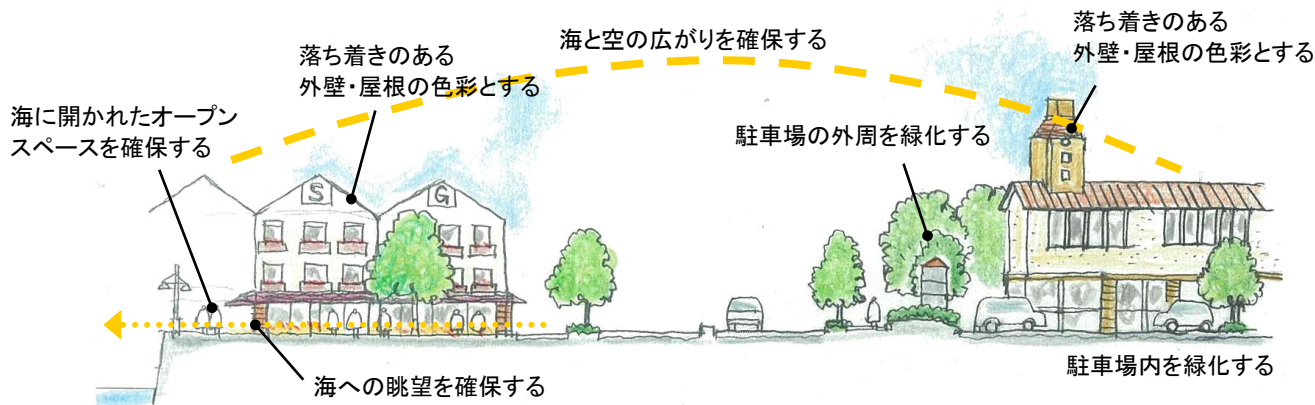 落ち着きのある
外壁・屋根の色彩とする
海と空の広がりを確保する
落ち着きのある
外壁・屋根の色彩とする
海に開かれたオープン
スペースを確保する
駐車場の外周を緑化する
S
G
海への眺望を確保する
駐車場内を緑化する